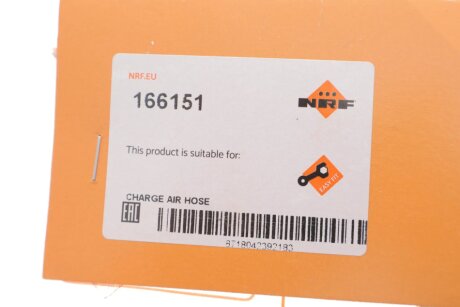 NRF.EU
166151
NRF
This product is suitable for:
EASY FIT
CHARGE AIR HOSE
EAC
8718042392183